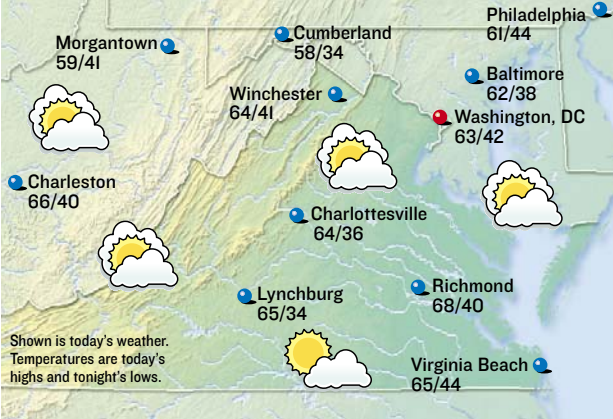 Philadelphia
61/44
Cumberland
58/34
Morgantown
59/41
Baltimore
62/38
Winchester
64/41
Washington, DC
63/42
Charleston
66/40
Charlottesville
64/36
Richmond
68/40
Lynchburg
65/34
Shown is today's weather.
Temperatures are today's
highs and tonight's lows.
Virginia Beach
65/44